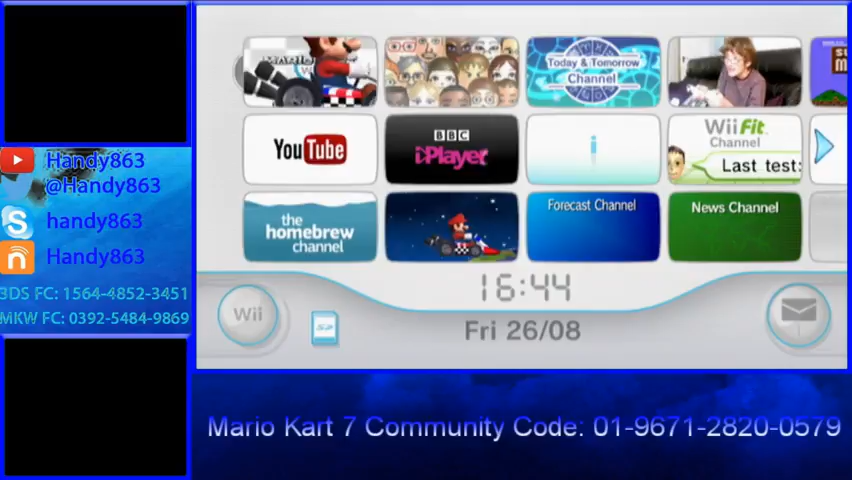 Handy863
@Handy863
handy863
Handy863
3DS FC: 1564-4852-3451
MKW FC: 0392-5484-9869
Today & Tomorrow
Channel
YouTube
BBC
iPlayer
i
WiiFit
Channel
Last test:
the
homebrew
channel
Forecast Channel
News Channel
16:44
Wii
SD
Fri 26/08
Mario Kart 7 Community Code: 01-9671-2820-0579